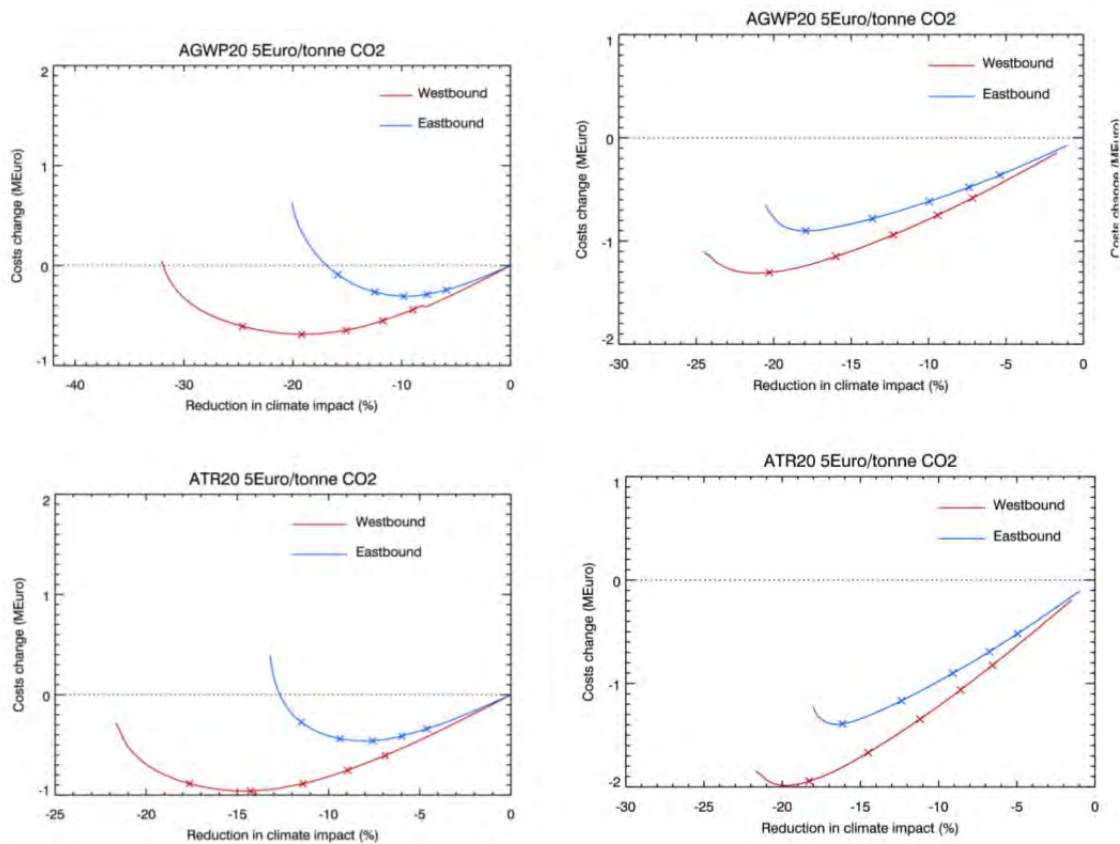 AGWP20 5Euro/tonne CO2
2
1
0
-1
Costs change (MEuro)
Westbound
Eastbound
-40
-30
-20
-10
0
Reduction in climate impact (%)
AGWP20 5Euro/tonne CO2
1
0
-1
-2
Costs change (MEuro)
Westbound
Eastbound
-30
-25
-20
-15
-10
-5
0
Reduction in climate impact (%)
Costs change (MEuro)
ATR20 5Euro/tonne CO2
2
1
0
-1
Costs change (MEuro)
Westbound
Eastbound
-25
-20
-15
-10
-5
0
Reduction in climate impact (%)
ATR20 5Euro/tonne CO2
1
0
-1
-2
Costs change (MEuro)
Westbound
Eastbound
-30
-25
-20
-15
-10
-5
0
Reduction in climate impact (%)